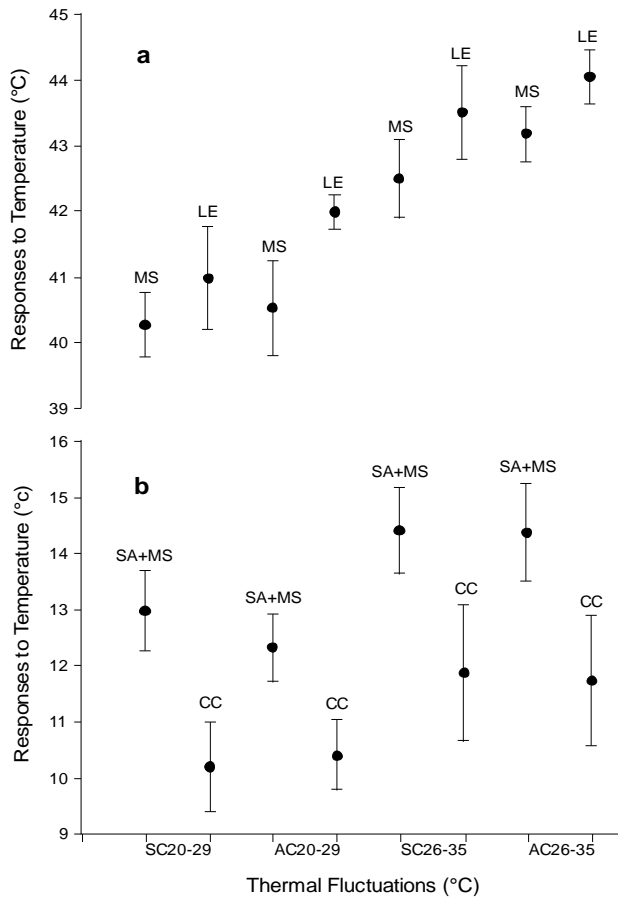 a
Responses to Temperature (°C)
45
44
43
42
41
40
39
MS
LE
MS
LE
MS
LE
MS
LE
b
Responses to Temperature (°c)
16
15
14
13
12
11
10
9
SA+MS
CC
SA+MS
CC
SA+MS
CC
SA+MS
CC
SC20-29 AC20-29 SC26-35 AC26-35
Thermal Fluctuations (°C)